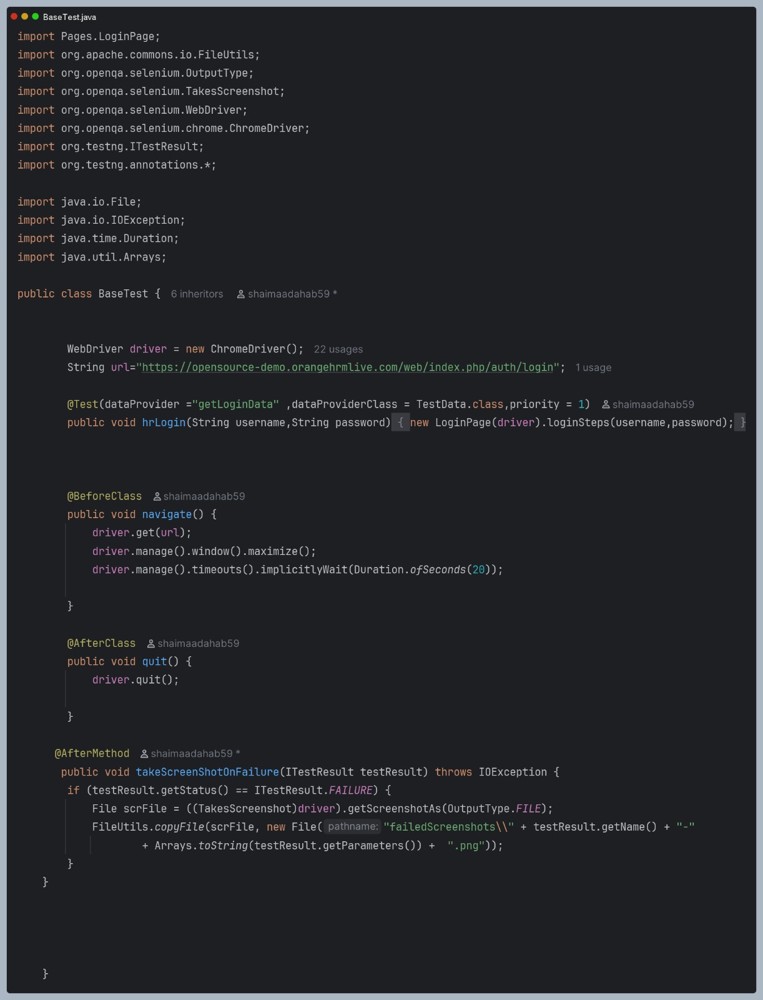 BaseTest.java
import Pages.LoginPage;
import org.apache.commons.io.FileUtils;
import org.openqa.selenium.OutputType;
import org.openqa.selenium.TakesScreenshot;
import org.openqa.selenium.WebDriver;
import org.openqa.selenium.chrome.ChromeDriver;
import org.testng.ITestResult;
import org.testng.annotations.*;
import java.io.File;
import java.io.IOException;
import java.time.Duration;
import java.util.Arrays;
public class BaseTest { 6 inheritors shaimaadahab59 *
WebDriver driver = new ChromeDriver(); 22 usages
String url="https://opensource-demo.orangehrmlive.com/web/index.php/auth/login"; 1 usage
@Test(dataProvider ="getLoginData" ,dataProviderClass = TestData.class,priority = 1) shaimaadahab59
public void hrLogin(String username,String password) { new LoginPage(driver).loginSteps(username,password); }
@BeforeClass shaimaadahab59
public void navigate() {
driver.get(url);
driver.manage().window().maximize();
driver.manage().timeouts().implicitlyWait(Duration.ofSeconds(20));
}
@AfterClass shaimaadahab59
public void quit() {
driver.quit();
}
@AfterMethod shaimaadahab59 *
public void takeScreenShotOnFailure(ITestResult testResult) throws IOException {
if (testResult.getStatus() == ITestResult.FAILURE) {
File scrFile = ((TakesScreenshot)driver).getScreenshotAs(OutputType.FILE);
FileUtils.copyFile(scrFile, new File( pathname: "failedScreenshots\\" + testResult.getName() + "-"
+ Arrays.toString(testResult.getParameters()) +  ".png"));
}
}
}